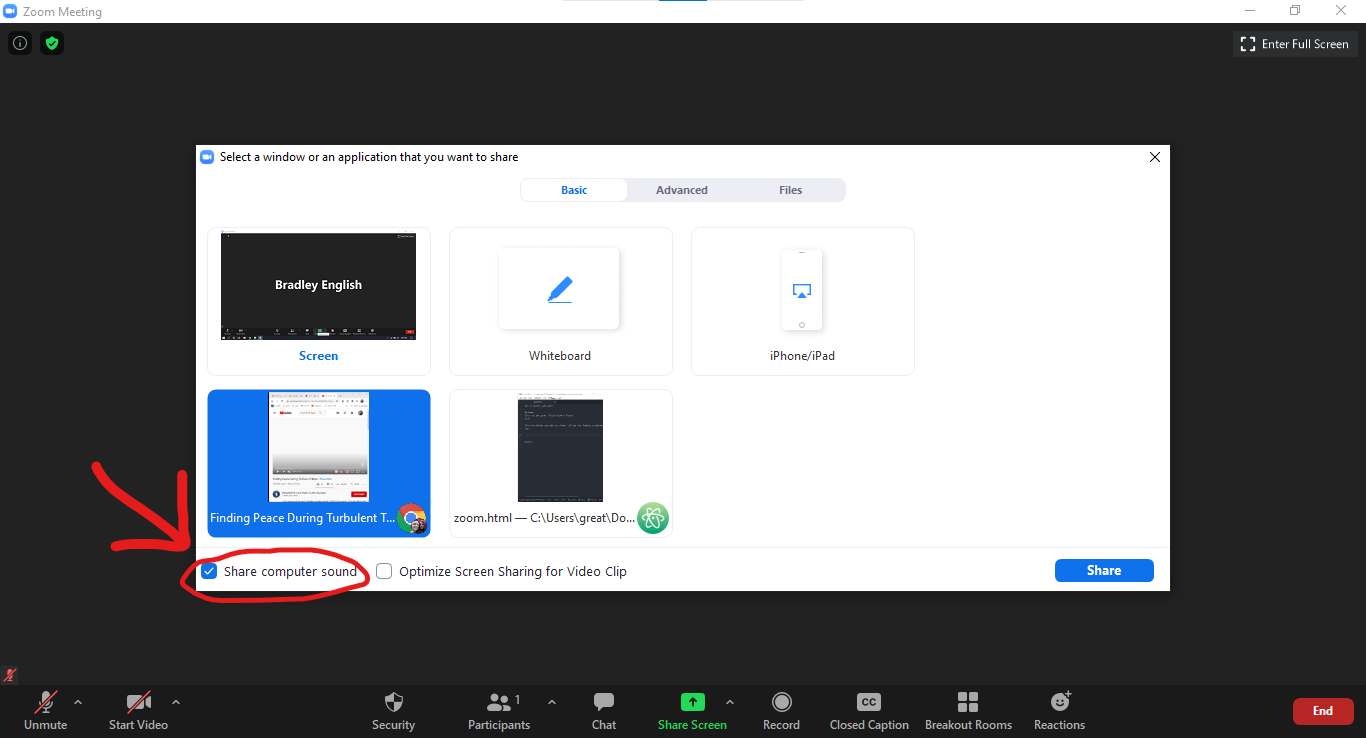 Zoom Meeting
Enter Full Screen
Select a window or an application that you want to share
Basic Advanced Files
Bradley English
Screen
Whiteboard
iPhone/iPad
Finding Peace During Turbulent T...
zoom.html — C:\Users\great\Do...
Share computer sound
Optimize Screen Sharing for Video Clip
Share
1
CC
Unmute
Start Video
Security
Participants
Chat
Share Screen
Record
Closed Caption
Breakout Rooms
Reactions
End